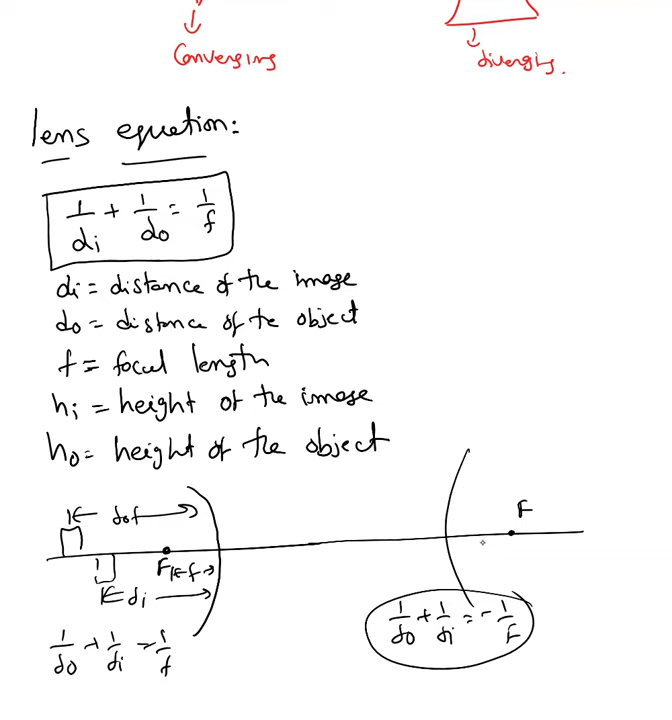 Converging
diverging.
lens equation:
1/di + 1/do = 1/f
di = distance of the image
do = distance of the object
f = focal length
hi = height of the image
ho = height of the object
do
F
F
f
di
1/do + 1/di = 1/f
1/do + 1/di = - 1/F